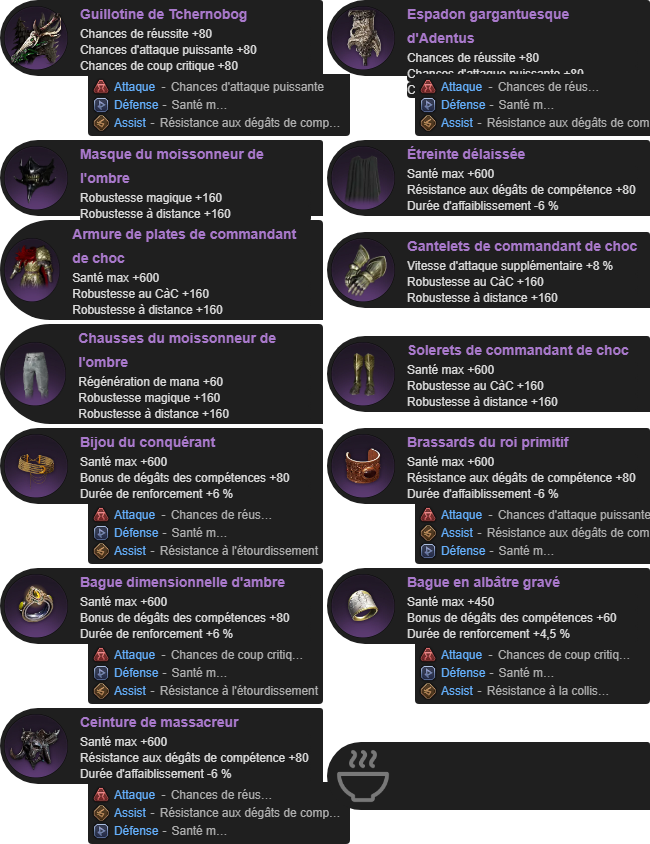 Guillotine de Tchernobog
Chances de réussite +80
Chances d'attaque puissante +80
Chances de coup critique +80
Attaque - Chances d'attaque puissante
Défense - Santé m…
Assist - Résistance aux dégâts de comp…
Espadon gargantuesque
d'Adentus
Chances de réussite +80
Chances d'attaque puissante +80
C
Attaque - Chances de réus…
Défense - Santé m…
Assist - Résistance aux dégâts de com
Masque du moissonneur de
l'ombre
Robustesse magique +160
Robustesse à distance +160
Étreinte délaissée
Santé max +600
Résistance aux dégâts de compétence +80
Durée d'affaiblissement -6 %
Armure de plates de commandant
de choc
Santé max +600
Robustesse au CàC +160
Robustesse à distance +160
Gantelets de commandant de choc
Vitesse d'attaque supplémentaire +8 %
Robustesse au CàC +160
Robustesse à distance +160
Chausses du moissonneur de
l'ombre
Régénération de mana +60
Robustesse magique +160
Robustesse à distance +160
Solerets de commandant de choc
Santé max +600
Robustesse au CàC +160
Robustesse à distance +160
Bijou du conquérant
Santé max +600
Bonus de dégâts des compétences +80
Durée de renforcement +6 %
Attaque - Chances de réus…
Défense - Santé m…
Assist - Résistance à l'étourdissement
Brassards du roi primitif
Santé max +600
Résistance aux dégâts de compétence +80
Durée d'affaiblissement -6 %
Attaque - Chances d'attaque puissante
Assist - Résistance aux dégâts de com
Défense - Santé m…
Bague dimensionnelle d'ambre
Santé max +600
Bonus de dégâts des compétences +80
Durée de renforcement +6 %
Attaque - Chances de coup critiq…
Défense - Santé m…
Assist - Résistance à l'étourdissement
Bague en albâtre gravé
Santé max +450
Bonus de dégâts des compétences +60
Durée de renforcement +4,5 %
Attaque - Chances de coup critiq…
Défense - Santé m…
Assist - Résistance à la collis…
Ceinture de massacreur
Santé max +600
Résistance aux dégâts de compétence +80
Durée d'affaiblissement -6 %
Attaque - Chances de réus…
Assist - Résistance aux dégâts de comp…
Défense - Santé m…